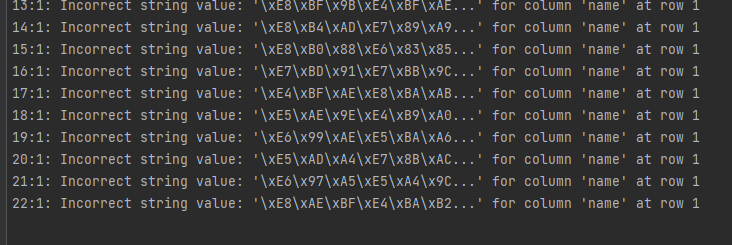 13:1: Incorrect string value: '\xE8\xBF\x9B\xE4\xBF\xAE...' for column 'name' at row 1
14:1: Incorrect string value: '\xE8\xB4\xAD\xE7\x89\xA9...' for column 'name' at row 1
15:1: Incorrect string value: '\xE8\xB0\x88\xE6\x83\x85...' for column 'name' at row 1
16:1: Incorrect string value: '\xE7\xBD\x91\xE7\xBB\x9C...' for column 'name' at row 1
17:1: Incorrect string value: '\xE4\xBF\xAE\xE8\xBA\xAB...' for column 'name' at row 1
18:1: Incorrect string value: '\xE5\xAE\x9E\xE4\xB9\xA0...' for column 'name' at row 1
19:1: Incorrect string value: '\xE6\x99\xAE\xE5\xBA\xA6...' for column 'name' at row 1
20:1: Incorrect string value: '\xE5\xAD\xA4\xE7\x8B\xAC...' for column 'name' at row 1
21:1: Incorrect string value: '\xE6\x97\xA5\xE5\xA4\x9C...' for column 'name' at row 1
22:1: Incorrect string value: '\xE8\xAE\xBF\xE4\xBA\xB2...' for column 'name' at row 1